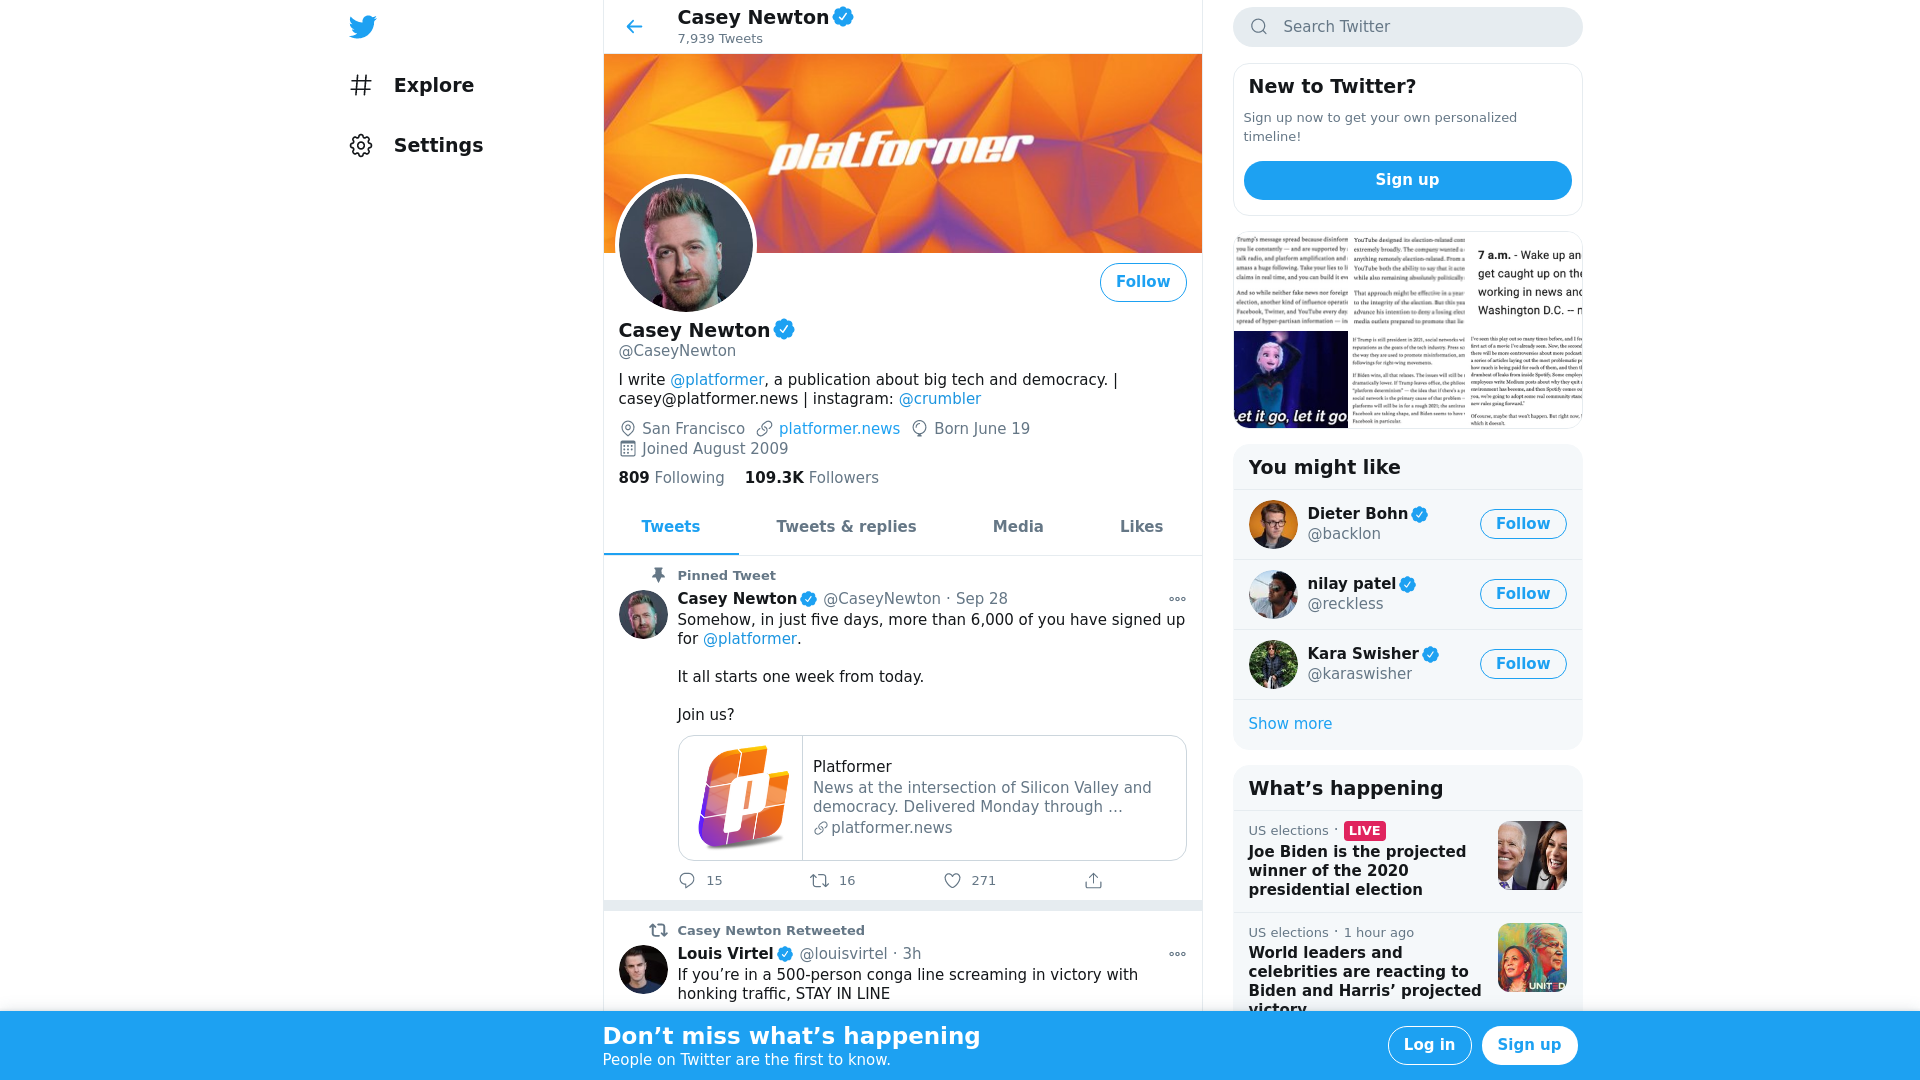 Explore
Settings
Casey Newton
7,939 Tweets
platformer
Follow
Casey Newton
@CaseyNewton
I write @platformer, a publication about big tech and democracy. |
casey@platformer.news | instagram: @crumbler
San Francisco platformer.news Born June 19
Joined August 2009
809 Following 109.3K Followers
Tweets Tweets & replies Media Likes
Pinned Tweet
Casey Newton @CaseyNewton · Sep 28
Somehow, in just five days, more than 6,000 of you have signed up
for @platformer.
It all starts one week from today.
Join us?
Platformer
News at the intersection of Silicon Valley and
democracy. Delivered Monday through …
platformer.news
15 16 271
Casey Newton Retweeted
Louis Virtel @louisvirtel · 3h
If you’re in a 500-person conga line screaming in victory with
honking traffic, STAY IN LINE
Search Twitter
New to Twitter?
Sign up now to get your own personalized
timeline!
Sign up
7 a.m. - Wake up an
get caught up on the
working in news and
Washington D.C. -- n
et it go, let it go
You might like
Dieter Bohn
@backlon
Follow
nilay patel
@reckless
Follow
Kara Swisher
@karaswisher
Follow
Show more
What’s happening
US elections · LIVE
Joe Biden is the projected
winner of the 2020
presidential election
US elections · 1 hour ago
World leaders and
celebrities are reacting to
Biden and Harris’ projected
victory
UNITED
Don’t miss what’s happening
People on Twitter are the first to know.
Log in
Sign up